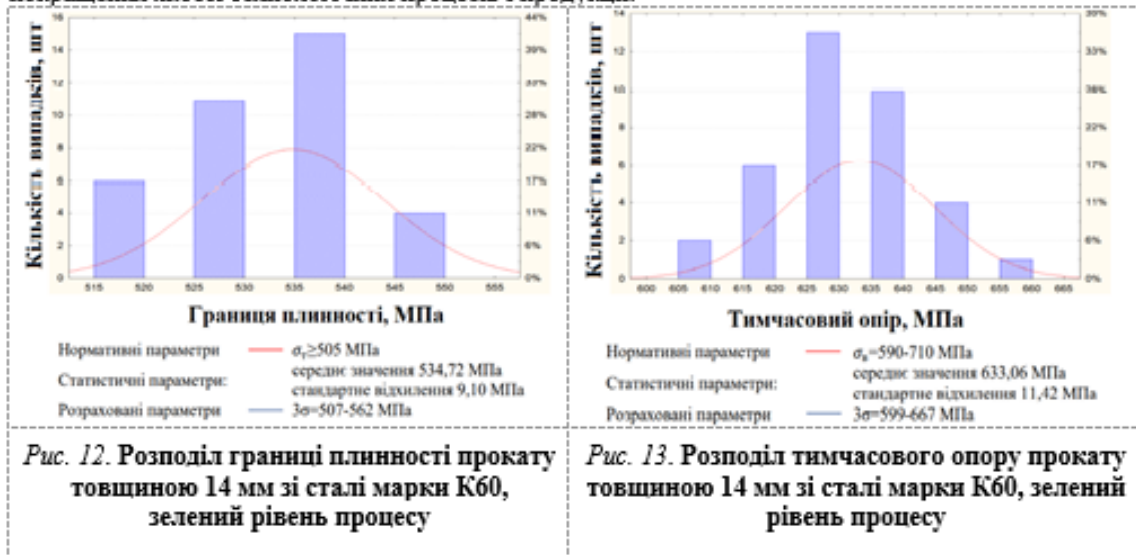 Кількість випадків, шт
16
14
12
10
8
6
4
2
0
44%
39%
33%
28%
22%
17%
11%
6%
0%
515 520 525 530 535 540 545 550 555
Границя плинності, МПа
Нормативні параметри σт≥505 МПа
Статистичні параметри: середнє значення 534,72 МПа
стандартне відхилення 9,10 МПа
Розраховані параметри 3σ=507-562 МПа
Рис. 12. Розподіл границі плинності прокату
товщиною 14 мм зі сталі марки К60,
зелений рівень процесу
Кількість випадків, шт
14
12
10
8
6
4
2
0
33%
28%
22%
17%
11%
6%
0%
600 605 610 615 620 625 630 635 640 645 650 655 660 665
Тимчасовий опір, МПа
Нормативні параметри σв=590-710 МПа
Статистичні параметри: середнє значення 633,06 МПа
стандартне відхилення 11,42 МПа
Розраховані параметри 3σ=599-667 МПа
Рис. 13. Розподіл тимчасового опору прокату
товщиною 14 мм зі сталі марки К60, зелений
рівень процесу